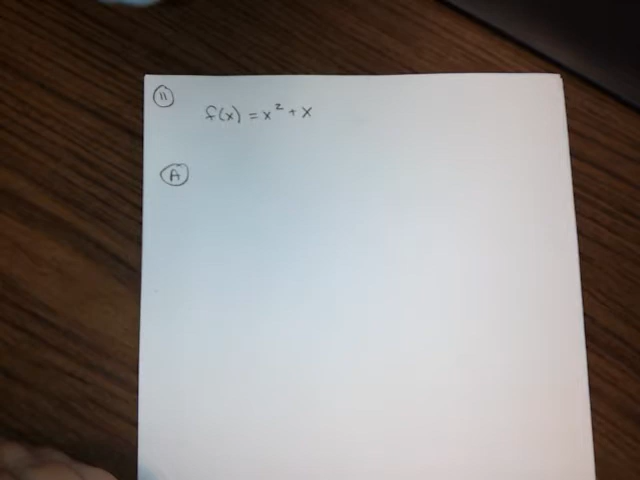 11
f(x) = x² + x
A